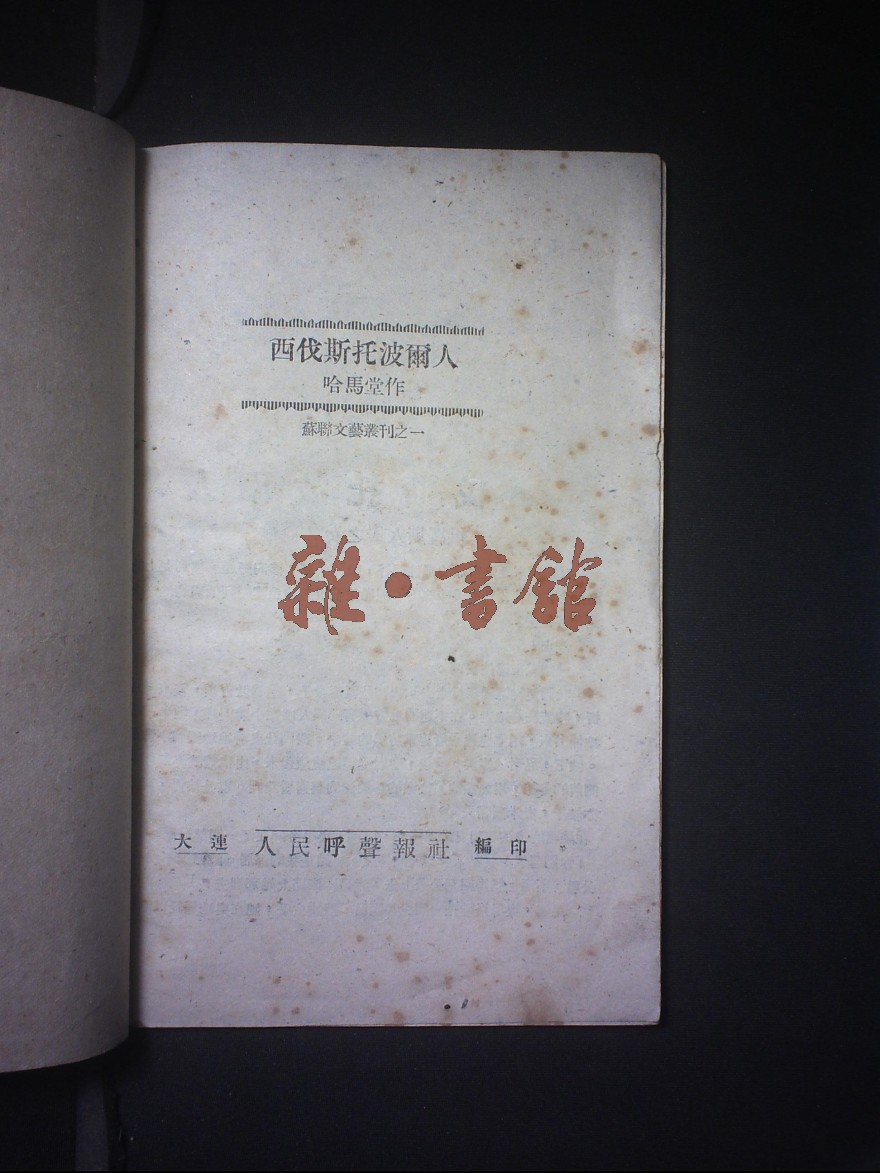 西伐斯托波爾人
哈馬堂作
蘇聯文藝叢刊之一
雜·書館
大連 人民呼聲報社 編印